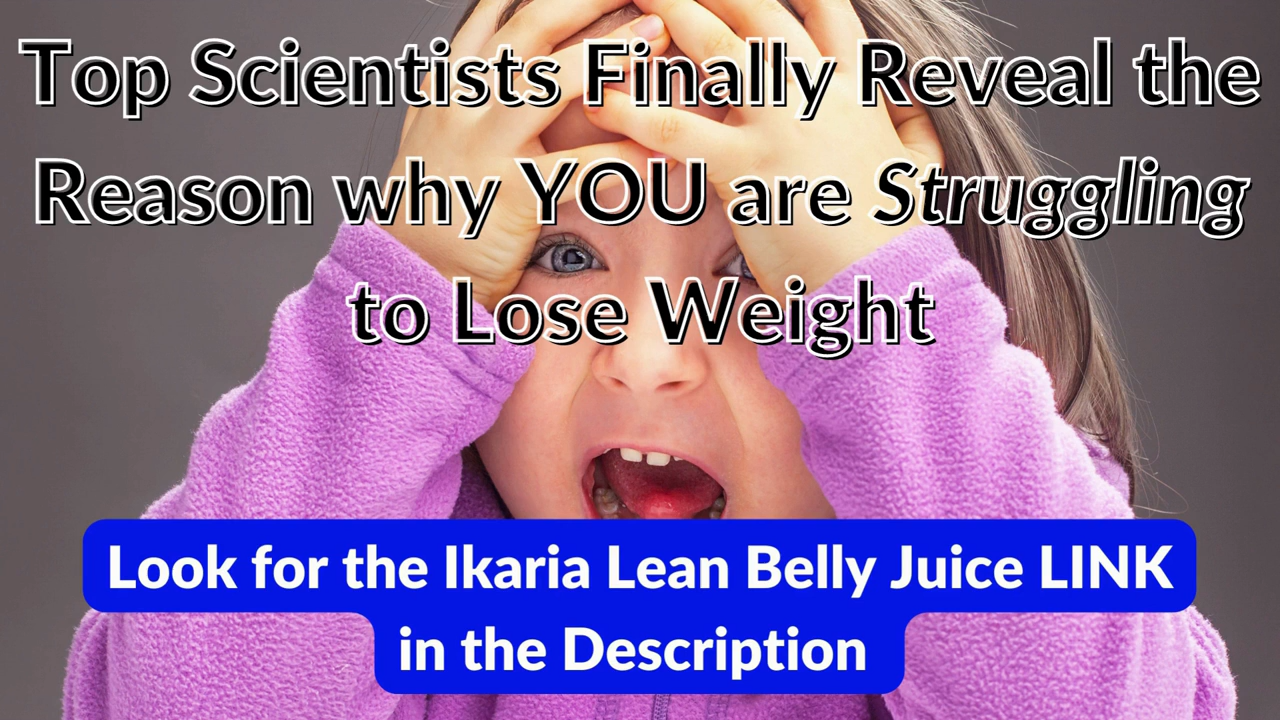 Top Scientists Finally Reveal the
Reason why YOU are Struggling
to Lose Weight
Look for the Ikaria Lean Belly Juice LINK
in the Description